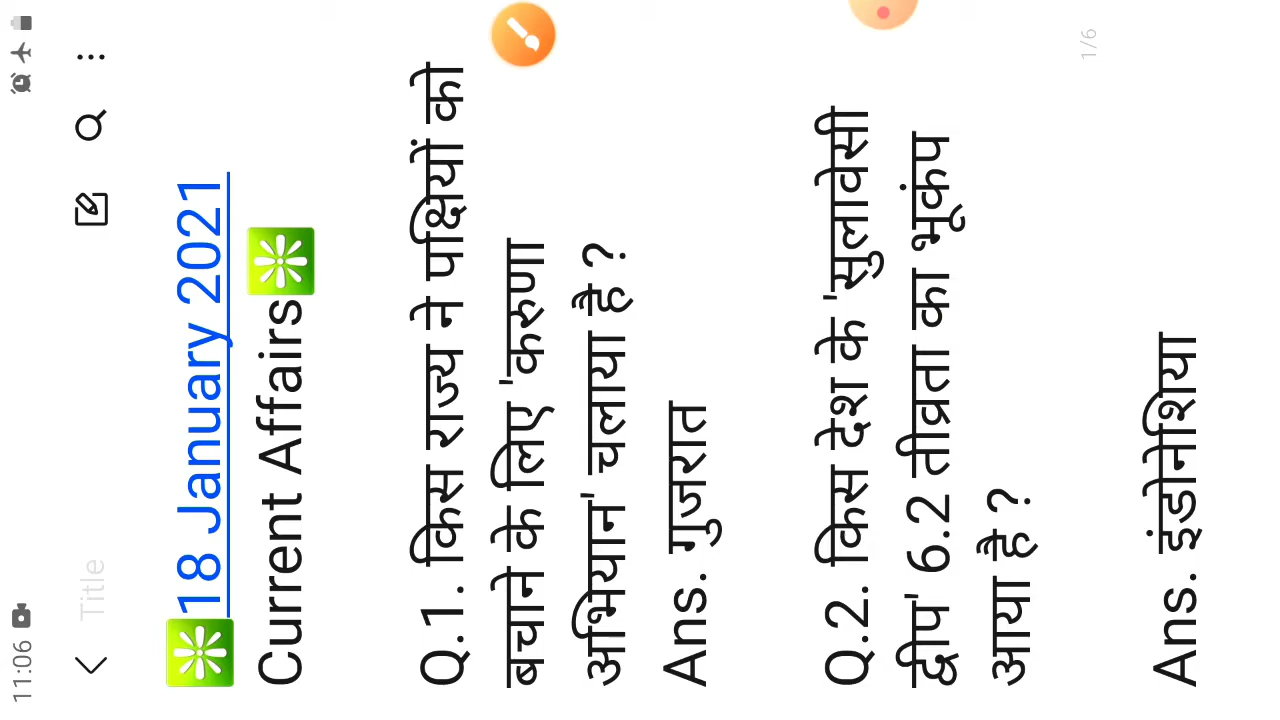 11:06
Title
18 January 2021
Current Affairs
Q.1. किस राज्य ने पक्षियों को
बचाने के लिए 'करुणा
अभियान' चलाया है ?
Ans. गुजरात
Q.2. किस देश के 'सुलावेसी
द्वीप' 6.2 तीव्रता का भूकंप
आया है ?
Ans. इंडोनेशिया
1/6